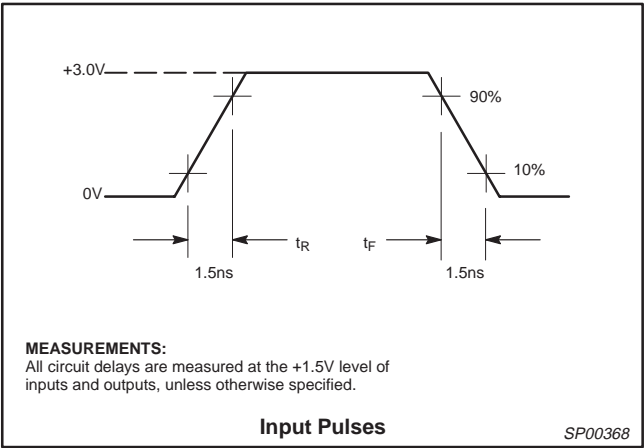 +3.0V
90%
10%
0V
tR
tF
1.5ns
1.5ns
MEASUREMENTS:
All circuit delays are measured at the +1.5V level of
inputs and outputs, unless otherwise specified.
Input Pulses
SP00368